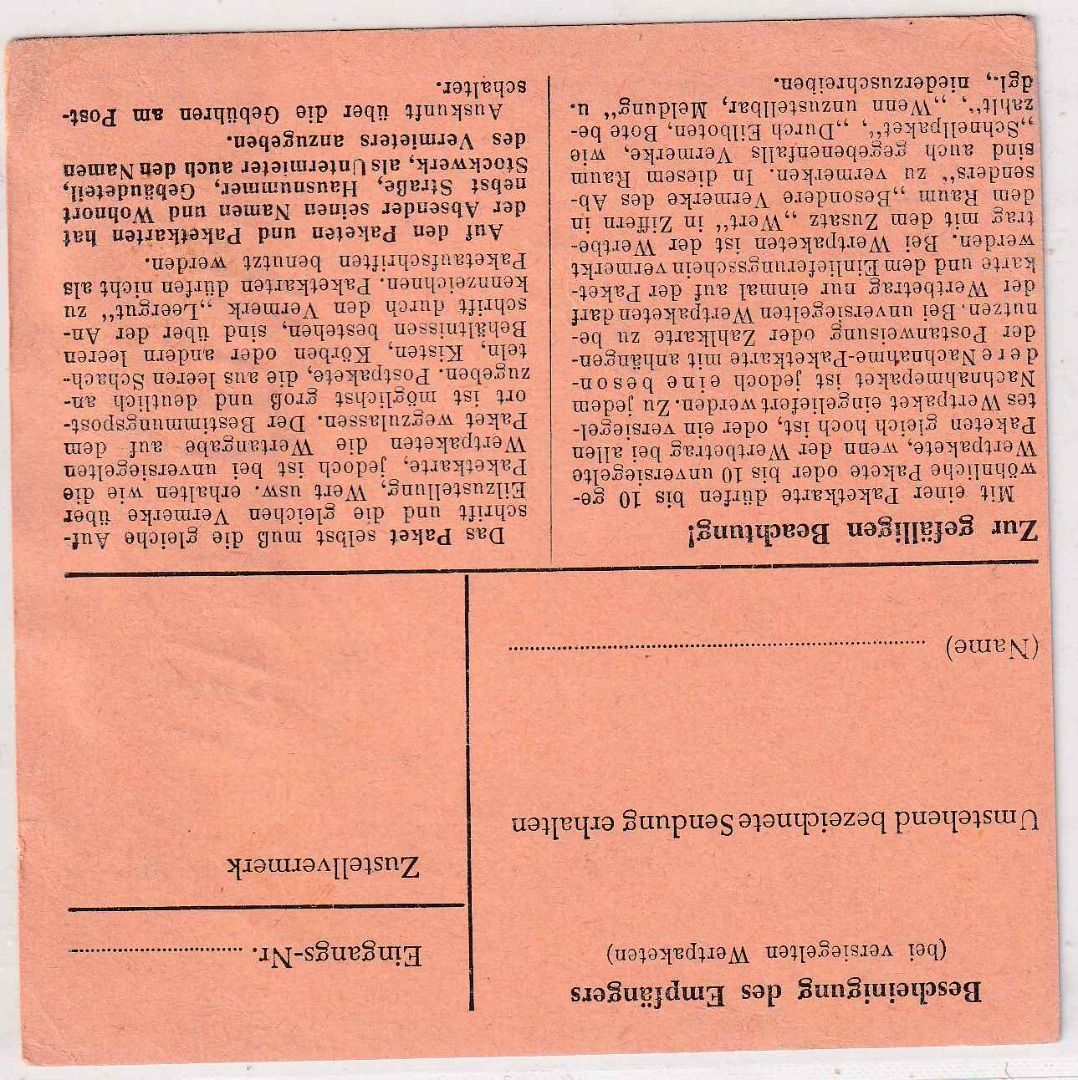 Bescheinigung des Empfängers
(bei versiegelten Wertpaketen)
Umstehend bezeichnete Sendung erhalten
(Name)
Eingangs-Nr.
Zustellvermerk
Zur gefälligen Beachtung!
Mit einer Paketkarte dürfen bis 10 ge-
wöhnliche Pakete oder bis 10 unversiegelte
Wertpakete, wenn der Wertbetrag bei allen
Paketen gleich hoch ist, oder ein versiegel-
tes Wertpaket eingeliefert werden. Zu jedem
Nachnahmepaket ist jedoch eine beson-
dere Nachnahme-Paketkarte mit anhängen-
der Postanweisung oder Zahlkarte zu be-
nutzen. Bei unversiegelten Wertpaketen darf
der Wertbetrag nur einmal auf der Paket-
karte und dem Einlieferungsschein vermerkt
werden. Bei Wertpaketen ist der Wertbe-
trag mit dem Zusatz „Wert“ in Ziffern in
dem Raum „Besondere Vermerke des Ab-
senders“ zu vermerken. In diesem Raum
sind auch gegebenenfalls Vermerke, wie
„Schnellpaket“, „Durch Eilboten, Bote be-
zahlt“, „Wenn unzustellbar, Meldung“ u.
dgl., niederzuschreiben.
Das Paket selbst muß die gleiche Auf-
schrift und die gleichen Vermerke über
Eilzustellung, Wert usw. erhalten wie die
Paketkarte, jedoch ist bei unversiegelten
Wertpaketen die Wertangabe auf dem
Paket wegzulassen. Der Bestimmungspost-
ort ist möglichst groß und deutlich an-
zugeben. Postpakete, die aus leeren Schach-
teln, Kisten, Körben oder andern leeren
Behältnissen bestehen, sind über der An-
schrift durch den Vermerk „Leergut“ zu
kennzeichnen. Paketkarten dürfen nicht als
Paketaufschriften benutzt werden.
Auf den Paketen und Paketkarten hat
der Absender seinen Namen und Wohnort
nebst Straße, Hausnummer, Gebäudeteil,
Stockwerk, als Untermieter auch den Namen
des Vermieters anzugeben.
Auskunft über die Gebühren am Post-
schalter.